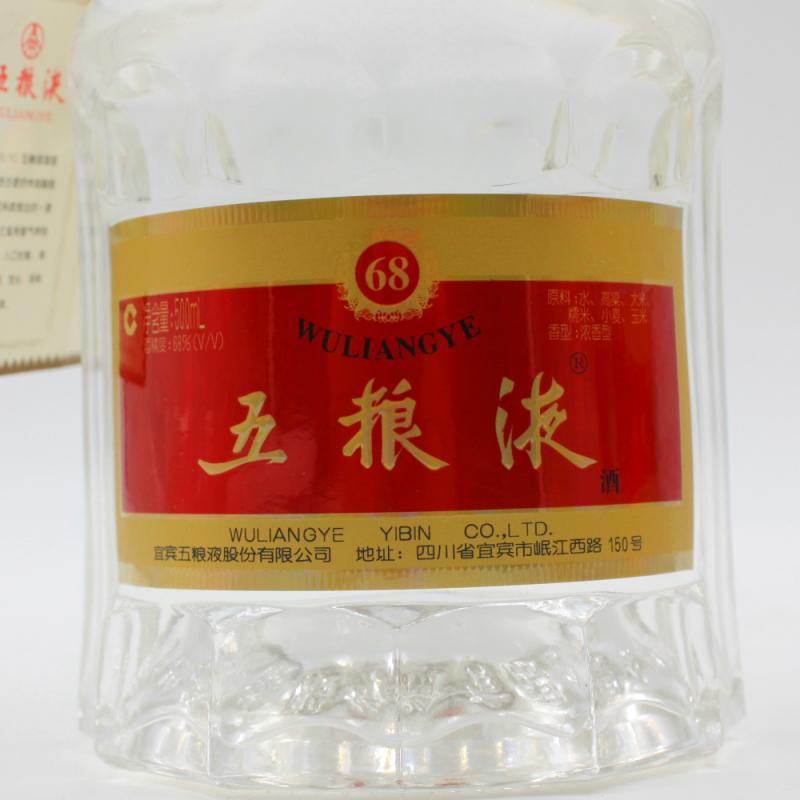 五粮液
WULIANGYE
68
WULIANGYE
净含量:500mL
酒精度:68%(V/V)
原料:水、高粱、大米、
糯米、小麦、玉米
香型:浓香型
五粮液®
酒
WULIANGYE YIBIN CO.,LTD.
宜宾五粮液股份有限公司 地址: 四川省宜宾市岷江西路 150号